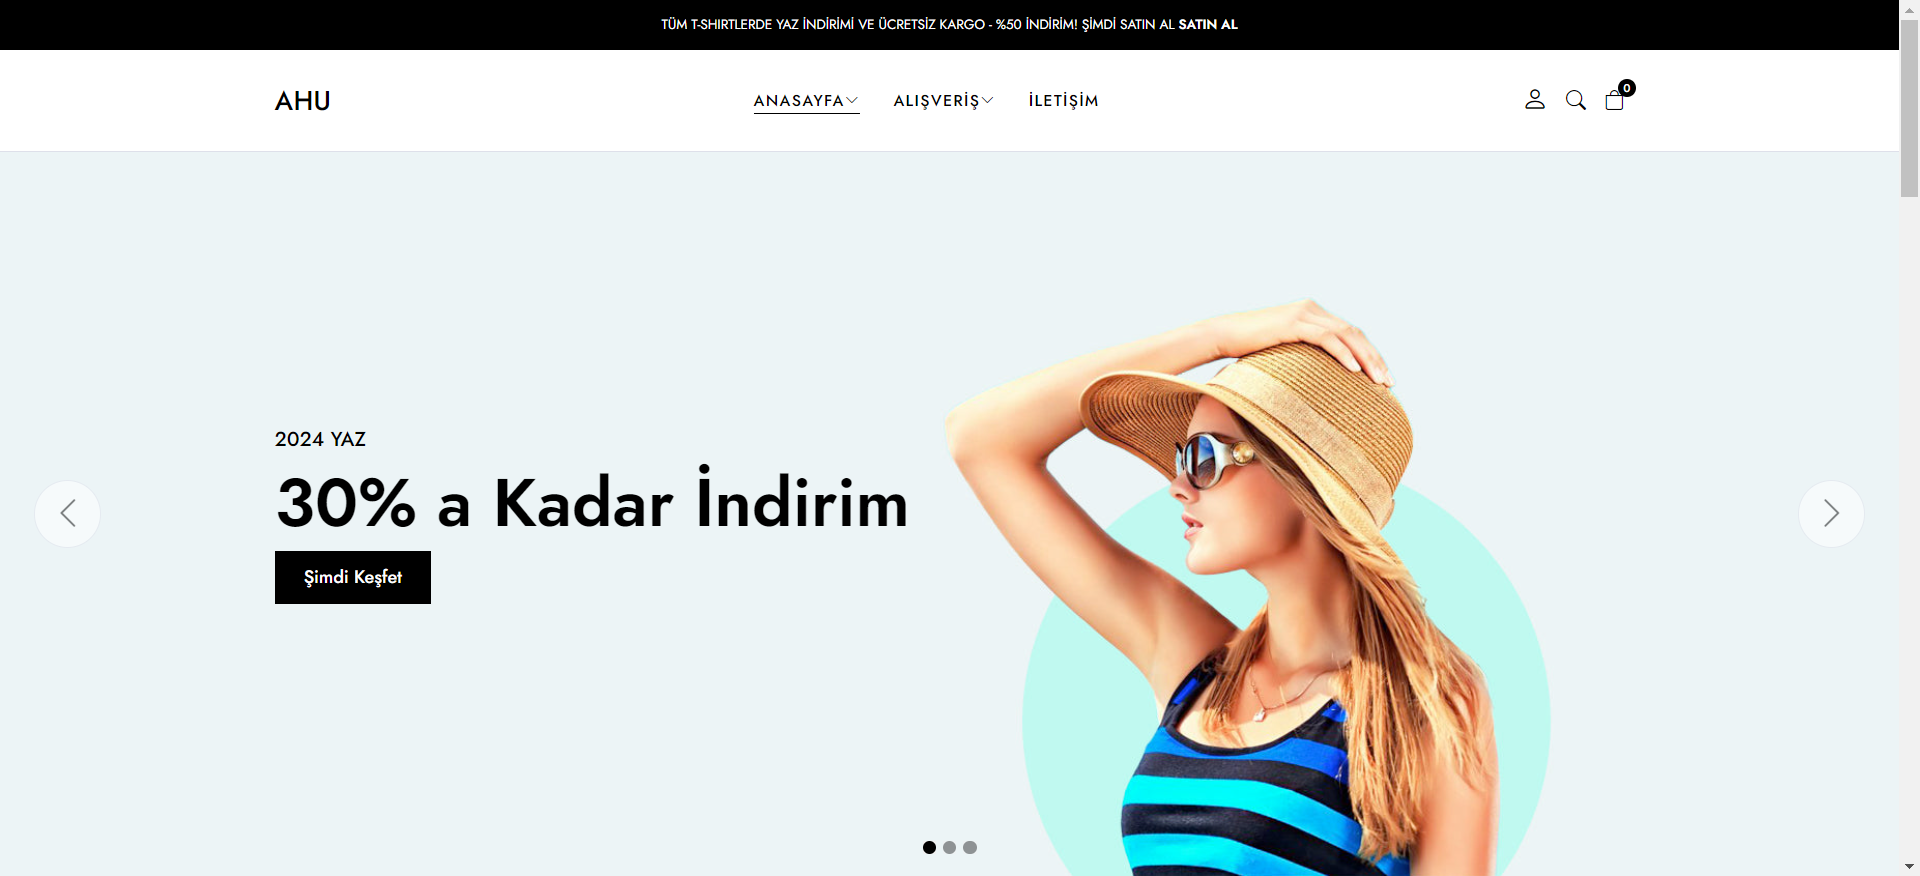 TÜM T-SHIRTLERDE YAZ İNDİRİMİ VE ÜCRETSİZ KARGO - %50 İNDİRİM! ŞİMDİ SATIN AL SATIN AL
AHU
ANASAYFA
ALIŞVERİŞ
İLETİŞİM
0
2024 YAZ
30% a Kadar İndirim
Şimdi Keşfet